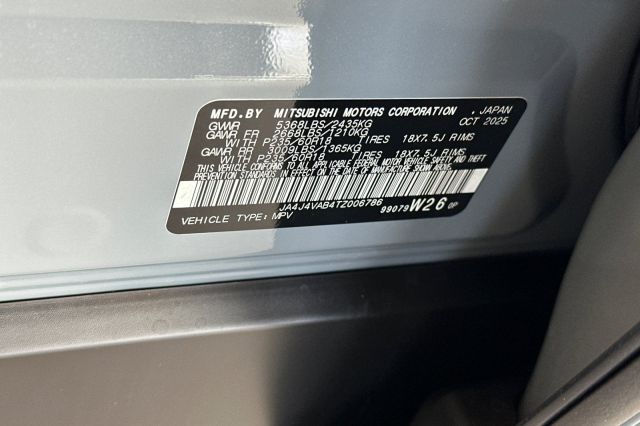 MFD.BY MITSUBISHI MOTORS CORPORATION , JAPAN
GVWR 5368LBS/2435KG OCT 2025
GAWR FR 2668LBS/1210KG
WITH P235/60R18 TIRES 18X7.5J RIMS
GAWR RR 3009LBS/1365KG
WITH P235/60R18 TIRES 18X7.5J RIMS
THIS VEHICLE CONFORMS TO ALL APPLICABLE FEDERAL MOTOR VEHICLE SAFETY, BUMPER, AND THEFT
PREVENTION STANDARDS IN EFFECT ON THE DATE OF MANUFACTURE SHOWN ABOVE.
JA4J4VAB4TZ006786
VEHICLE TYPE: MPV 99079 W26 0P